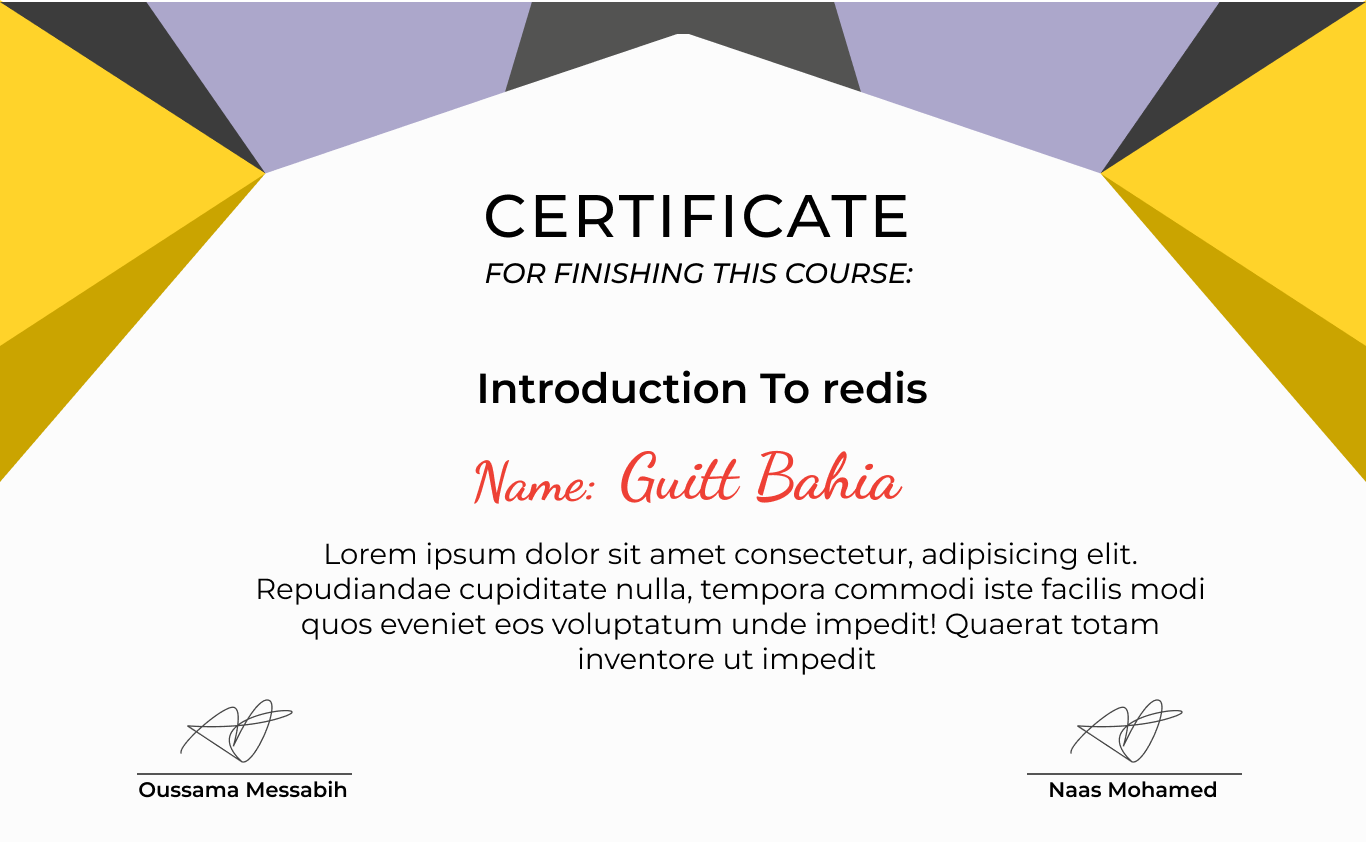 CERTIFICATE
FOR FINISHING THIS COURSE:
Introduction To redis
Name: Guitt Bahia
Lorem ipsum dolor sit amet consectetur, adipisicing elit.
Repudiandae cupiditate nulla, tempora commodi iste facilis modi
quos eveniet eos voluptatum unde impedit! Quaerat totam
inventore ut impedit
Oussama Messabih
Naas Mohamed